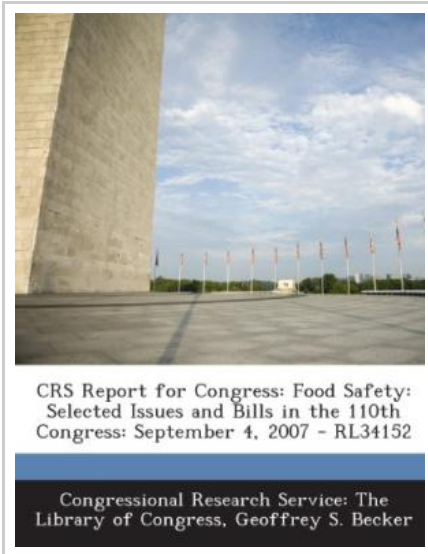 CRS Report for Congress: Food Safety:
Selected Issues and Bills in the 110th
Congress: September 4, 2007 - RL34152
Congressional Research Service: The
Library of Congress, Geoffrey S. Becker